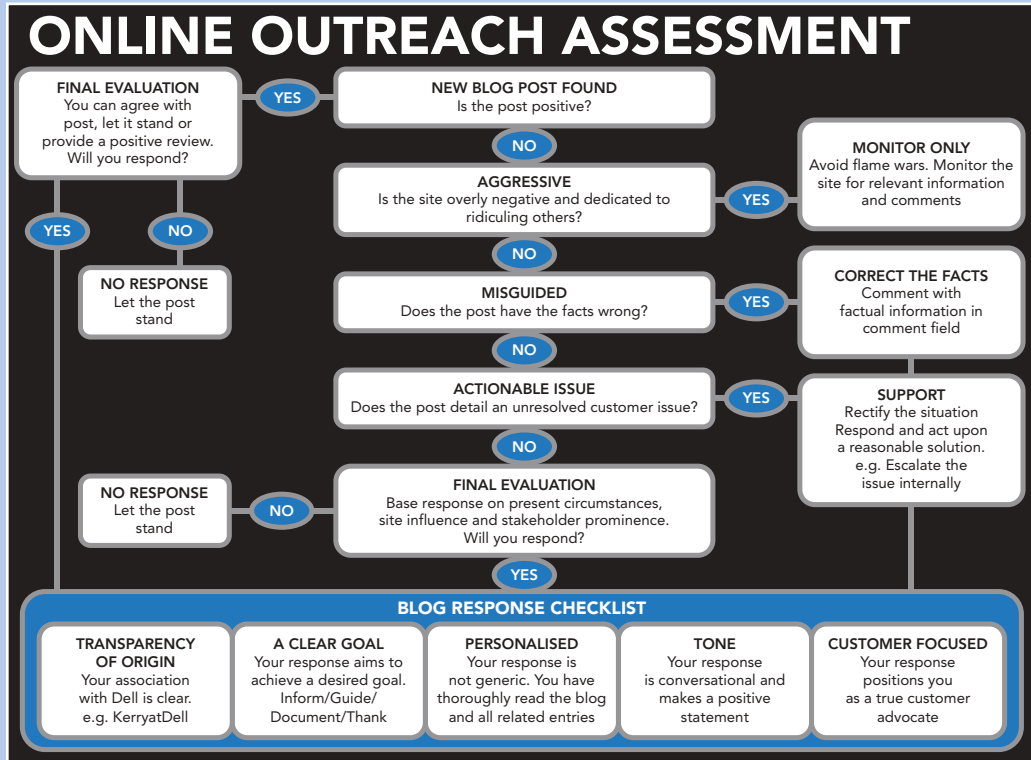 ONLINE OUTREACH ASSESSMENT
FINAL EVALUATION
You can agree with
post, let it stand or
provide a positive review.
Will you respond?
YES
NEW BLOG POST FOUND
Is the post positive?
NO
AGGRESSIVE
Is the site overly negative and dedicated to
ridiculing others?
YES
MONITOR ONLY
Avoid flame wars. Monitor the
site for relevant information
and comments
YES
NO
NO RESPONSE
Let the post
stand
NO
MISGUIDED
Does the post have the facts wrong?
YES
CORRECT THE FACTS
Comment with
factual information in
comment field
NO
ACTIONABLE ISSUE
Does the post detail an unresolved customer issue?
YES
SUPPORT
Rectify the situation
Respond and act upon
a reasonable solution.
e.g. Escalate the
issue internally
NO
FINAL EVALUATION
Base response on present circumstances,
site influence and stakeholder prominence.
Will you respond?
NO
NO RESPONSE
Let the post
stand
YES
BLOG RESPONSE CHECKLIST
TRANSPARENCY
OF ORIGIN
Your association
with Dell is clear.
e.g. KerryatDell
A CLEAR GOAL
Your response aims to
achieve a desired goal.
Inform/Guide/
Document/Thank
PERSONALISED
Your response is
not generic. You have
thoroughly read the blog
and all related entries
TONE
Your response
is conversational and
makes a positive
statement
CUSTOMER FOCUSED
Your response
positions you
as a true customer
advocate